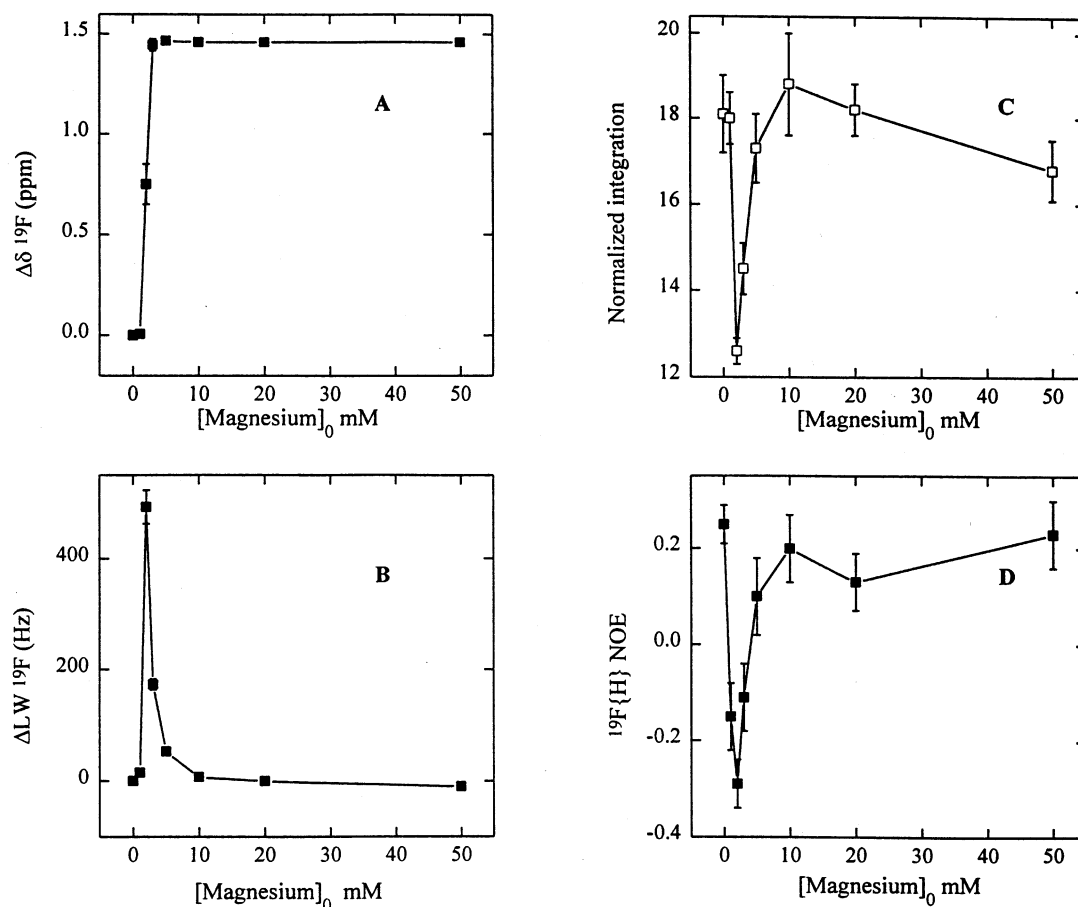 1.5
1.0
0.5
0.0
Δδ ¹⁹F (ppm)
A
0 10 20 30 40 50
[Magnesium]₀ mM
20
18
16
14
12
Normalized integration
C
0 10 20 30 40 50
[Magnesium]₀ mM
400
200
0
ΔLW ¹⁹F (Hz)
B
0 10 20 30 40 50
[Magnesium]₀ mM
0.2
0.0
-0.2
-0.4
¹⁹F{H} NOE
D
0 10 20 30 40 50
[Magnesium]₀ mM